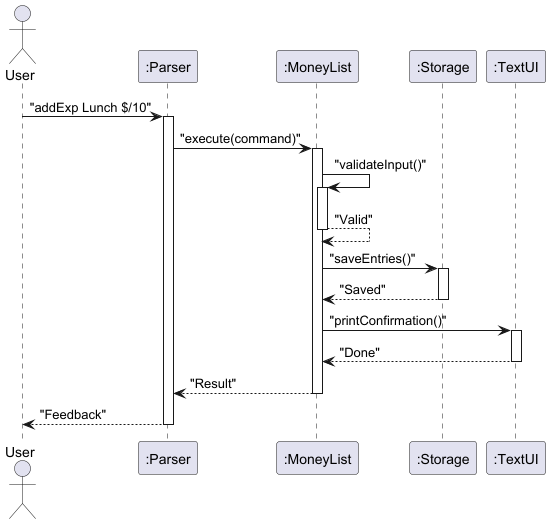 User
:Parser
:MoneyList
:Storage
:TextUI
"addExp Lunch $/10"
"execute(command)"
"validateInput()"
"Valid"
"saveEntries()"
"Saved"
"printConfirmation()"
"Done"
"Result"
"Feedback"
User
:Parser
:MoneyList
:Storage
:TextUI